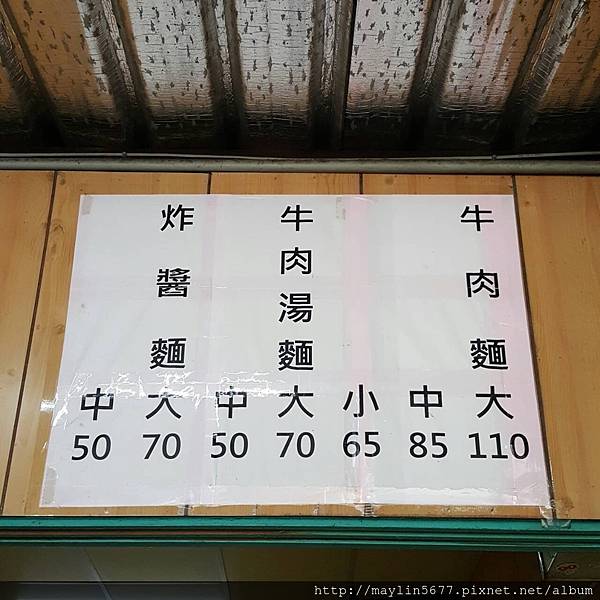 牛肉麵
大 110
中 85
小 65
牛肉湯麵
大 70
中 50
炸醬麵
大 70
中 50
http://maylin5677.pixnet.net/album